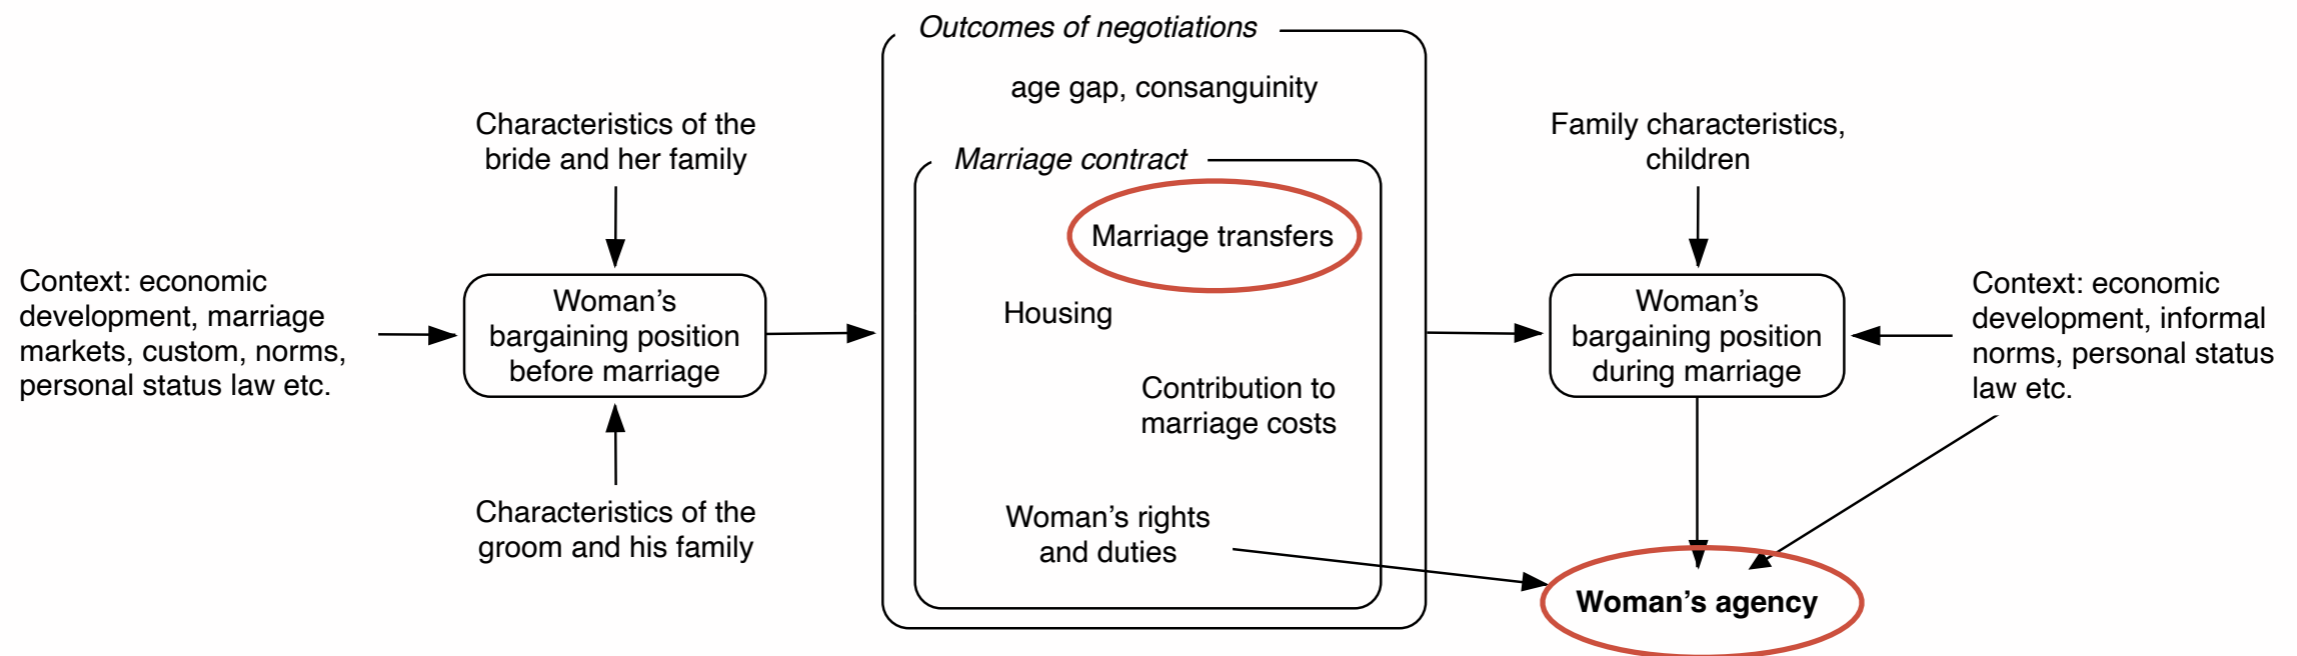 Outcomes of negotiations
age gap, consanguinity
Characteristics of the
bride and her family
Marriage contract
Family characteristics,
children
Marriage transfers
Context: economic
development, marriage
markets, custom, norms,
personal status law etc.
Woman’s
bargaining position
before marriage
Housing
Woman’s
bargaining position
during marriage
Context: economic
development, informal
norms, personal status
law etc.
Contribution to
marriage costs
Characteristics of the
groom and his family
Woman’s rights
and duties
Woman’s agency